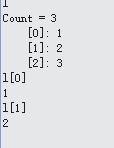 l
Count = 3
[0]: 1
[1]: 2
[2]: 3
l[0]
1
l[1]
2